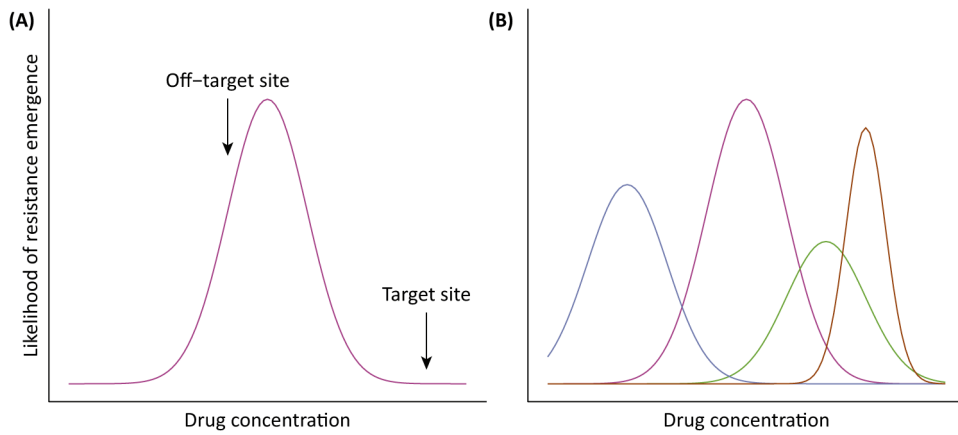 (A)
Off−target site
Target site
Likelihood of resistance emergence
Drug concentration
(B)
Drug concentration